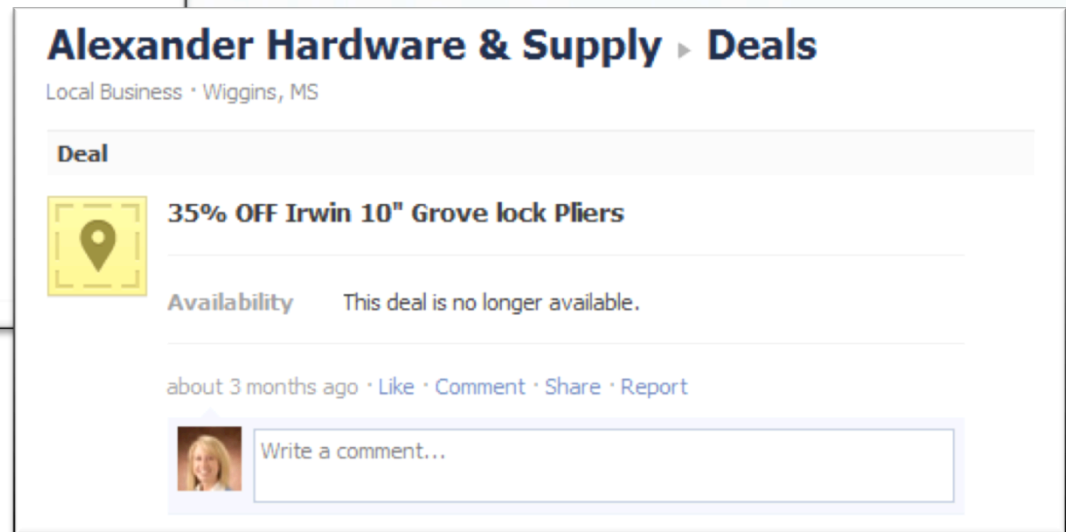 Alexander Hardware & Supply ▸ Deals
Local Business · Wiggins, MS
Deal
35% OFF Irwin 10" Grove lock Pliers
Availability This deal is no longer available.
about 3 months ago · Like · Comment · Share · Report
Write a comment...